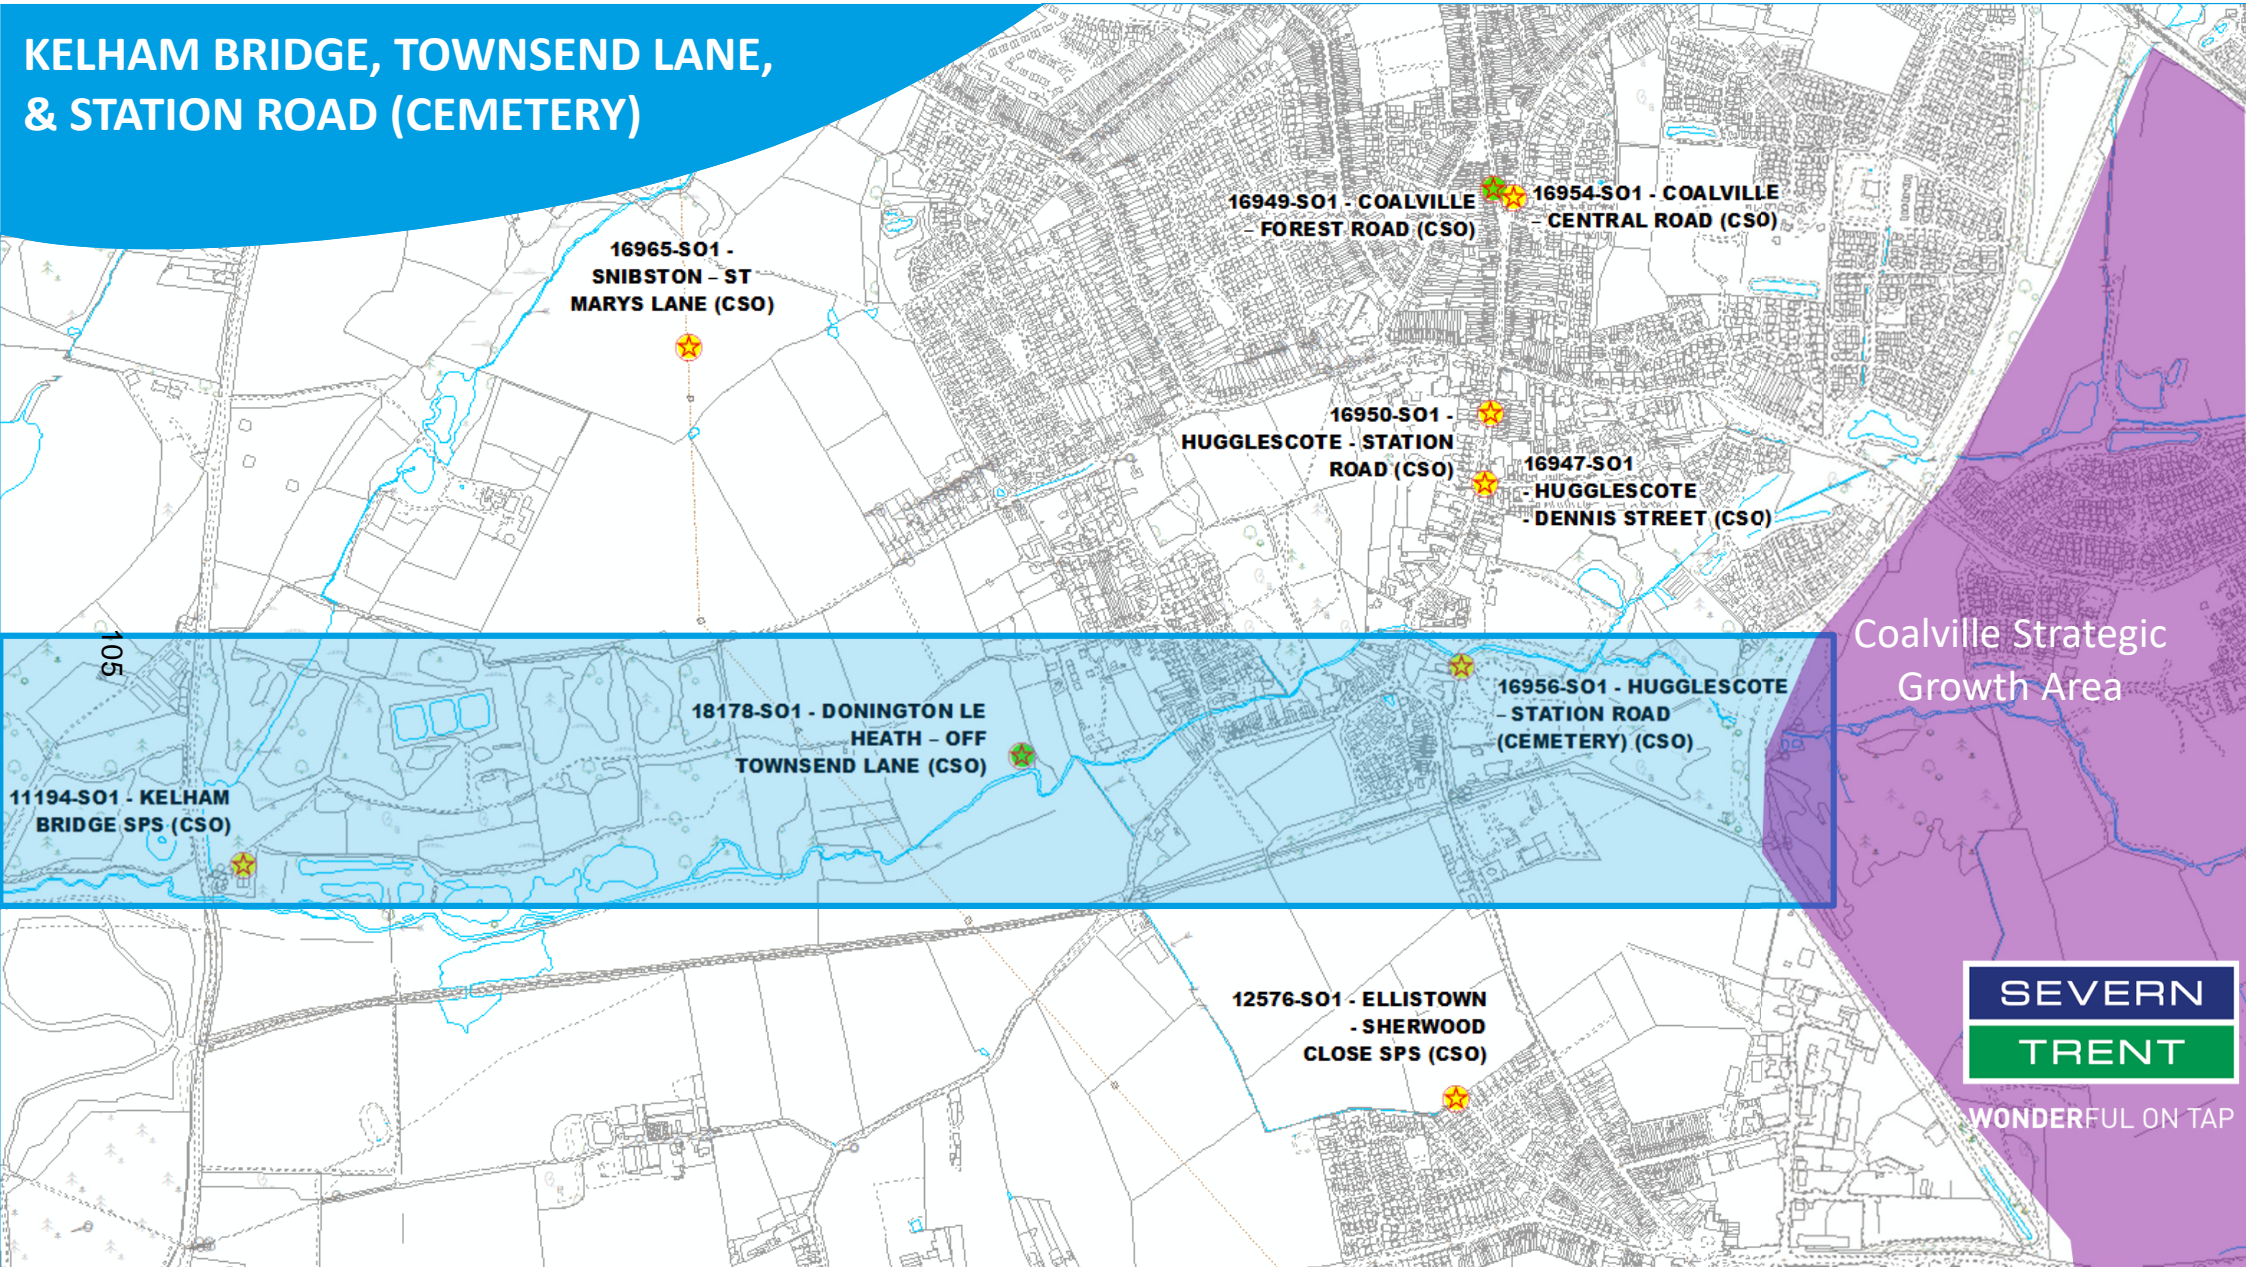 KELHAM BRIDGE, TOWNSEND LANE,
& STATION ROAD (CEMETERY)
16949-SO1 - COALVILLE
– FOREST ROAD (CSO)
16954-SO1 - COALVILLE
– CENTRAL ROAD (CSO)
16965-SO1 -
SNIBSTON – ST
MARYS LANE (CSO)
16950-SO1 -
HUGGLESCOTE - STATION
ROAD (CSO)
16947-SO1
- HUGGLESCOTE
- DENNIS STREET (CSO)
105
Coalville Strategic
Growth Area
16956-SO1 - HUGGLESCOTE
– STATION ROAD
(CEMETERY) (CSO)
18178-SO1 - DONINGTON LE
HEATH – OFF
TOWNSEND LANE (CSO)
11194-SO1 - KELHAM
BRIDGE SPS (CSO)
12576-SO1 - ELLISTOWN
- SHERWOOD
CLOSE SPS (CSO)
SEVERN
TRENT
WONDERFUL ON TAP